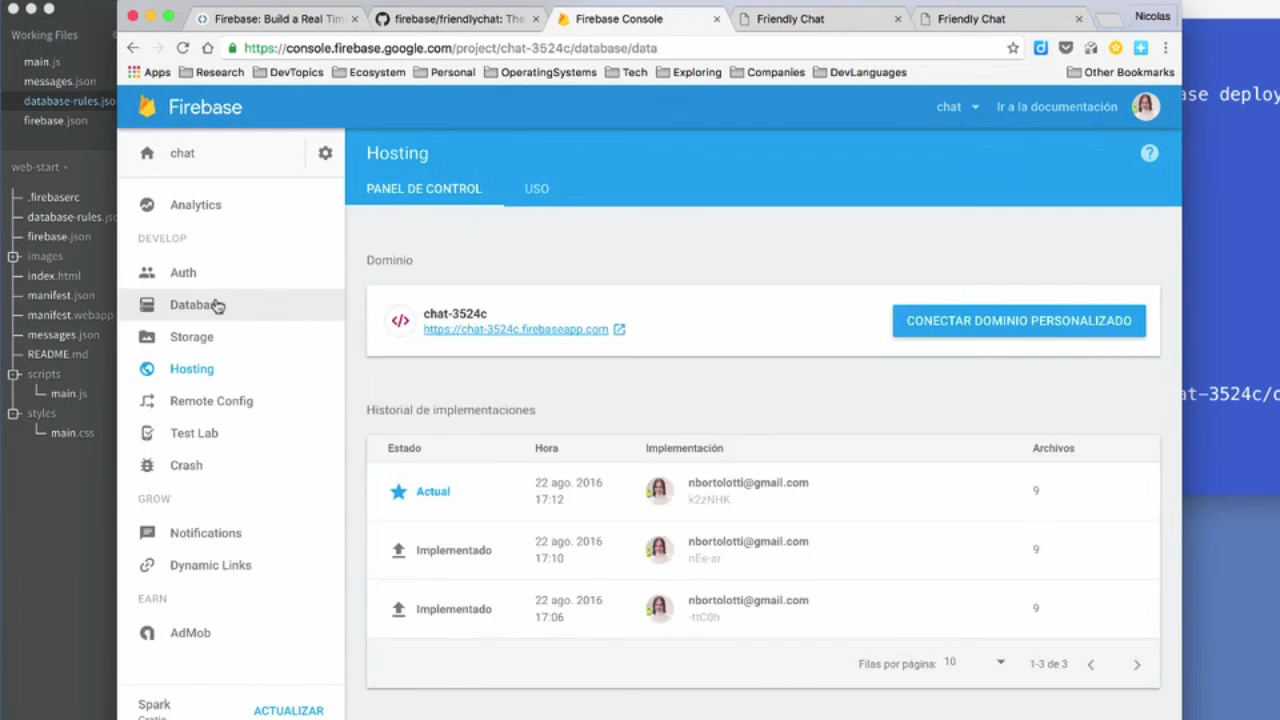 Working Files
main.js
messages.json
database-rules.jso
firebase.json
web-start
.firebaserc
database-rules.jso
firebase.json
images
index.html
manifest.json
manifest.webapp
messages.json
README.md
scripts
main.js
styles
main.css
Firebase: Build a Real Tim
firebase/friendlychat: The
Firebase Console
Friendly Chat
Friendly Chat
Nicolas
https://console.firebase.google.com/project/chat-3524c/database/data
Apps
Research
DevTopics
Ecosystem
Personal
OperatingSystems
Tech
Exploring
Companies
DevLanguages
Other Bookmarks
Firebase
chat
Ir a la documentación
chat
Analytics
DEVELOP
Auth
Database
Storage
Hosting
Remote Config
Test Lab
Crash
GROW
Notifications
Dynamic Links
EARN
AdMob
Spark
Gratis
ACTUALIZAR
Hosting
PANEL DE CONTROL
USO
Dominio
chat-3524c
https://chat-3524c.firebaseapp.com
CONECTAR DOMINIO PERSONALIZADO
Historial de implementaciones
Estado Hora Implementación Archivos
Actual
22 ago. 2016
17:12
nbortolotti@gmail.com
k2zNHK
9
Implementado
22 ago. 2016
17:10
nbortolotti@gmail.com
nEe-ar
9
Implementado
22 ago. 2016
17:06
nbortolotti@gmail.com
-ttC0h
9
Filas por página: 10
1-3 de 3
ase deploy
at-3524c/o